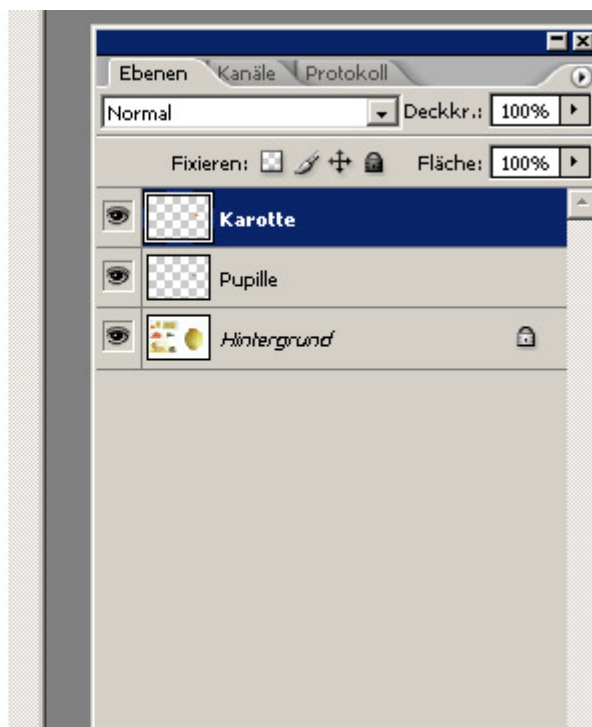 Ebenen Kanäle Protokoll
Normal Deckkr.: 100%
Fixieren: Fläche: 100%
Karotte
Pupille
Hintergrund